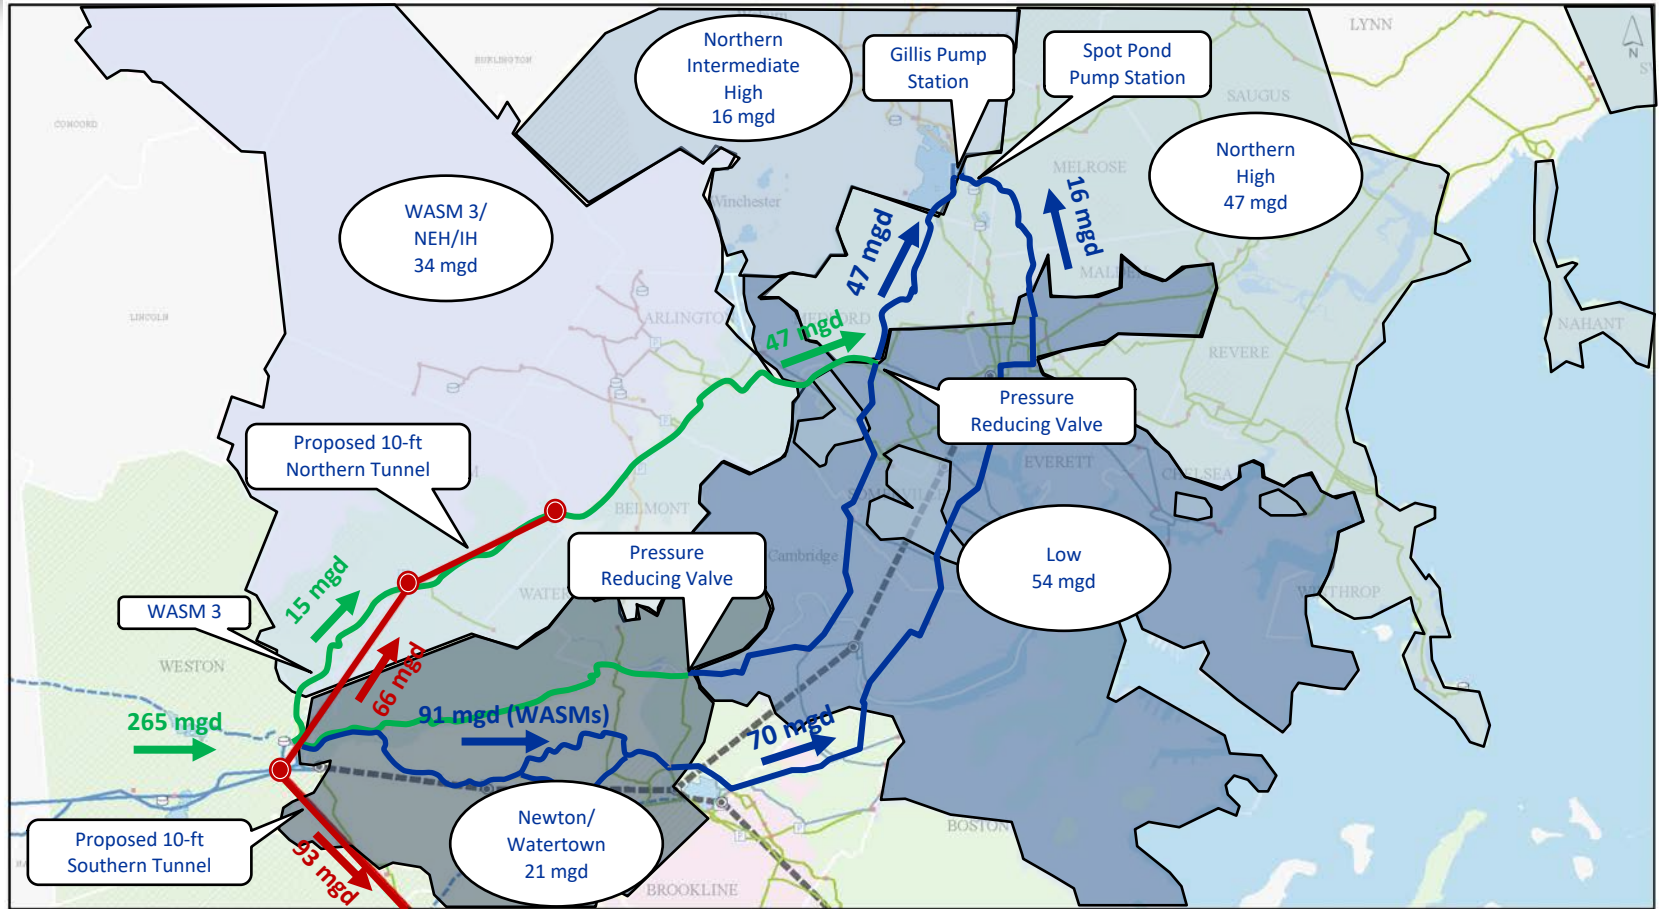 LYNN
Northern
Intermediate
High
16 mgd
Gillis Pump
Station
Spot Pond
Pump Station
BURLINGTON
SAUGUS
CONCORD
Northern
High
47 mgd
MELROSE
WASM 3/
NEH/IH
34 mgd
Winchester
16 mgd
47 mgd
LINCOLN
ARLINGTON
MEDFORD
47 mgd
NAHANT
REVERE
Pressure
Reducing Valve
Proposed 10-ft
Northern Tunnel
EVERETT
CHELSEA
BELMONT
Pressure
Reducing Valve
Cambridge
Low
54 mgd
15 mgd
WASM 3
WESTON
66 mgd
265 mgd
91 mgd (WASMs)
70 mgd
Proposed 10-ft
Southern Tunnel
93 mgd
Newton/
Watertown
21 mgd
BOSTON
BROOKLINE
N